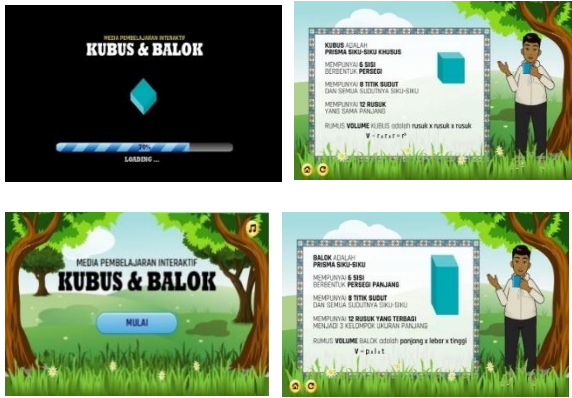 MEDIA PEMBELAJARAN INTERAKTIF
KUBUS & BALOK
LOADING ...
KUBUS ADALAH
PRISMA SIKU-SIKU KHUSUS
MEMPUNYAI 6 SISI
BERBENTUK PERSEGI
MEMPUNYAI 8 TITIK SUDUT
DAN SEMUA SUDUTNYA SIKU-SIKU
MEMPUNYAI 12 RUSUK
YANG SAMA PANJANG
RUMUS VOLUME KUBUS adalah rusuk x rusuk x rusuk
V = r x r x r = r³
MEDIA PEMBELAJARAN INTERAKTIF
KUBUS & BALOK
MULAI
BALOK ADALAH
PRISMA SIKU-SIKU
MEMPUNYAI 6 SISI
BERBENTUK PERSEGI PANJANG
MEMPUNYAI 8 TITIK SUDUT
DAN SEMUA SUDUTNYA SIKU-SIKU
MEMPUNYAI 12 RUSUK YANG TERBAGI
MENJADI 3 KELOMPOK UKURAN PANJANG
RUMUS VOLUME BALOK adalah panjang x lebar x tinggi
V = p x l x t